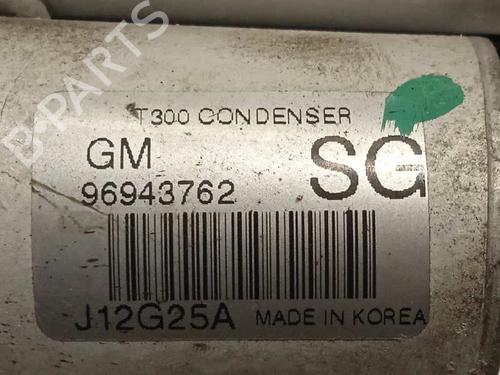 B-PARTS
T300 CONDENSER
GM
SG
96943762
J12G25A
MADE IN KOREA